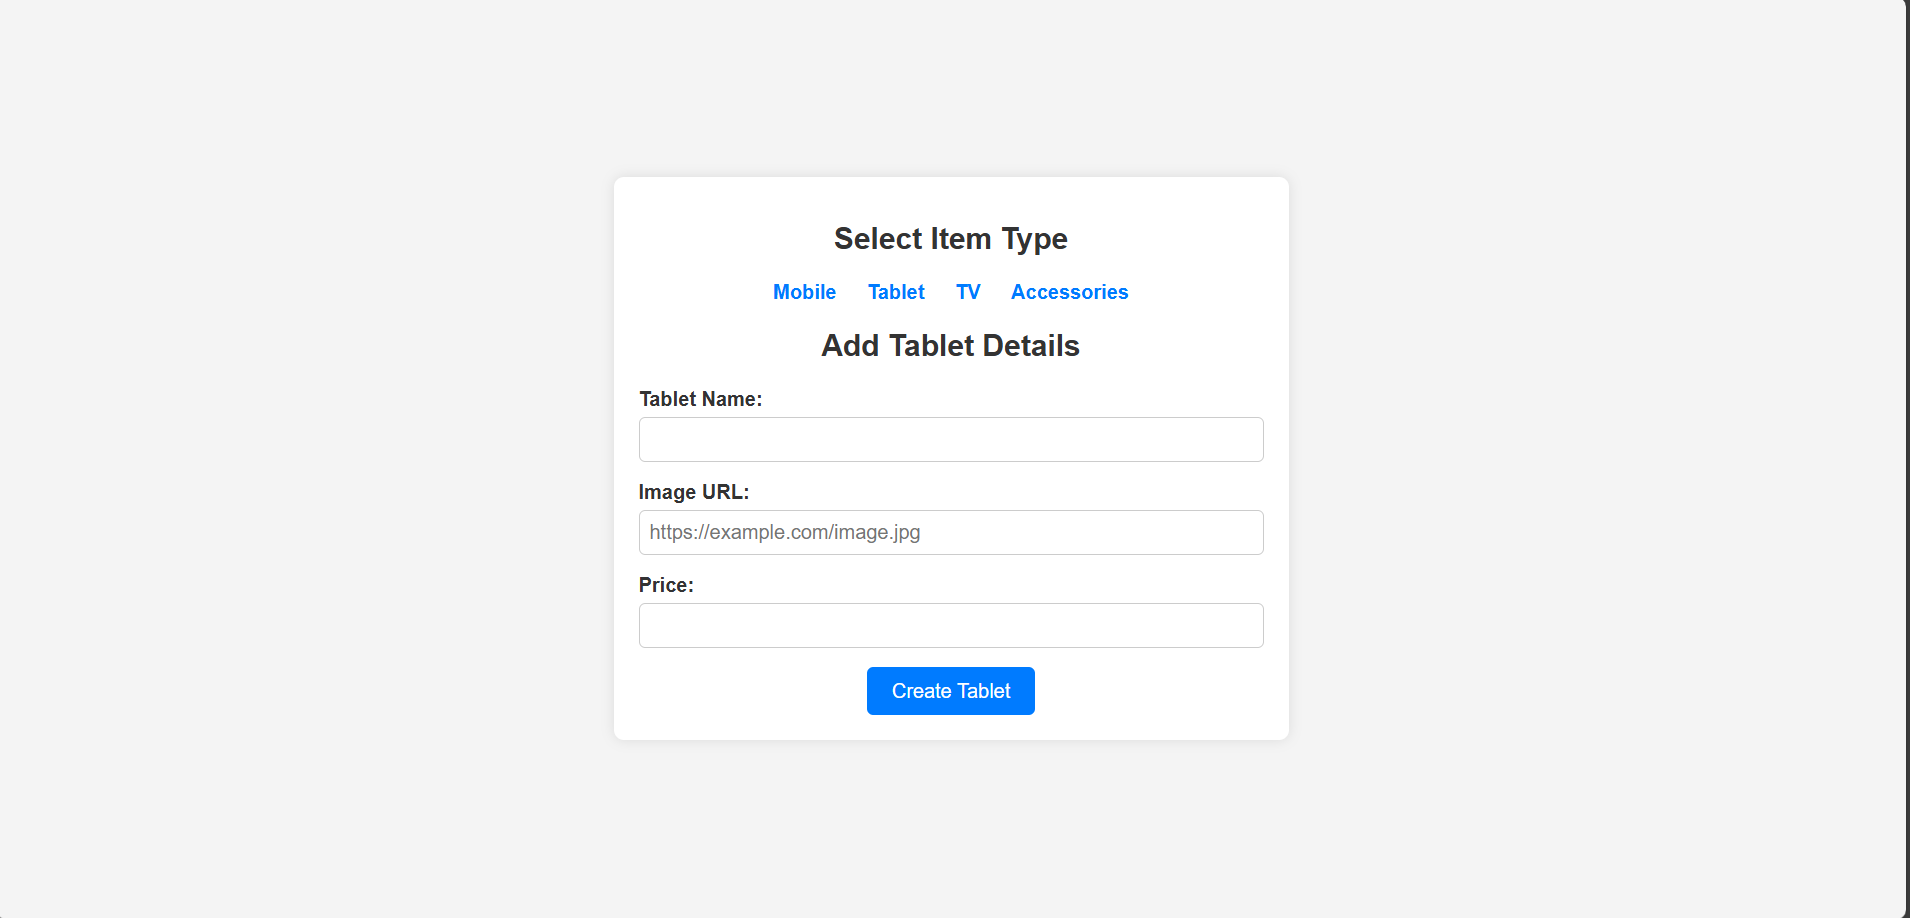 Select Item Type
Mobile Tablet TV Accessories
Add Tablet Details
Tablet Name:
Image URL:
https://example.com/image.jpg
Price:
Create Tablet